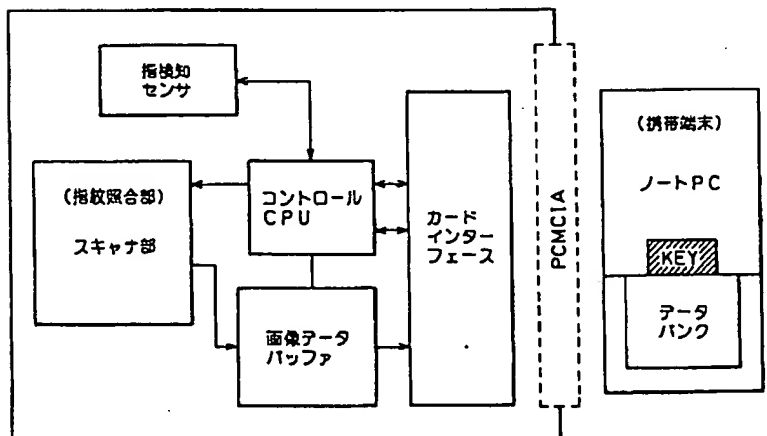 指検知
センサ
(指紋照合部)
スキャナ部
コントロール
CPU
画像データ
バッファ
カード
インター
フェース
PCMCIA
(携帯端末)
ノートPC
KEY
データ
バンク